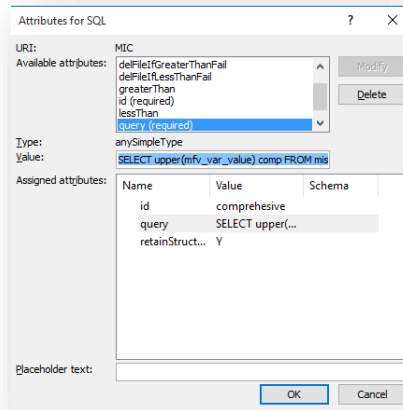 Attributes for SQL ? ×
URI: MIC
Available attributes:
delFileIfGreaterThanFail
delFileIfLessThanFail
greaterThan
id (required)
lessThan
query (required)
Modify
Delete
Type: anySimpleType
Value: SELECT upper(mfv_var_value) comp FROM mis
Assigned attributes:
Name Value Schema
id comprehesive
query SELECT upper(...
retainStruct... Y
Placeholder text:
OK Cancel